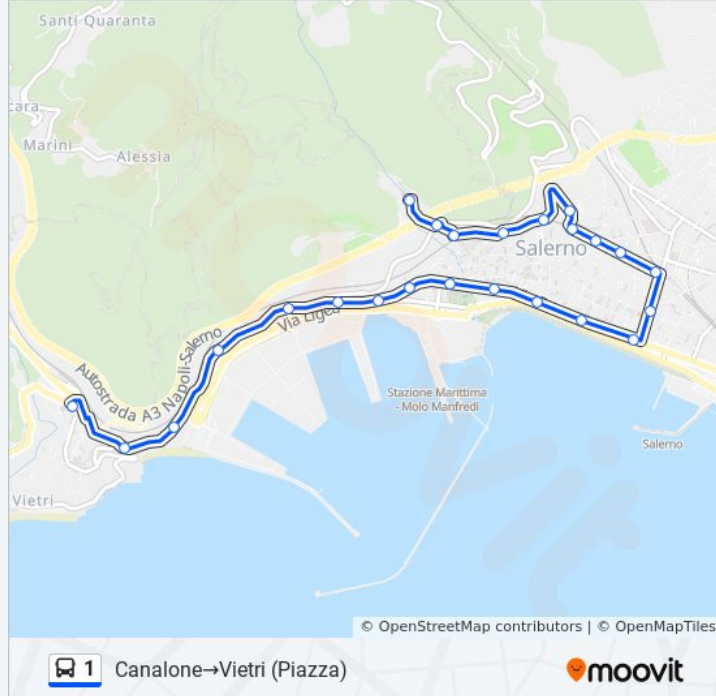 Santi Quaranta
cara
Marini
Alessia
Salerno
Via Ligea
Autostrada A3 Napoli-Salerno
Stazione Marittima
- Molo Manfredi
Salerno
Vietri
© OpenStreetMap contributors | © OpenMapTiles
1 Canalone→Vietri (Piazza)
moovit